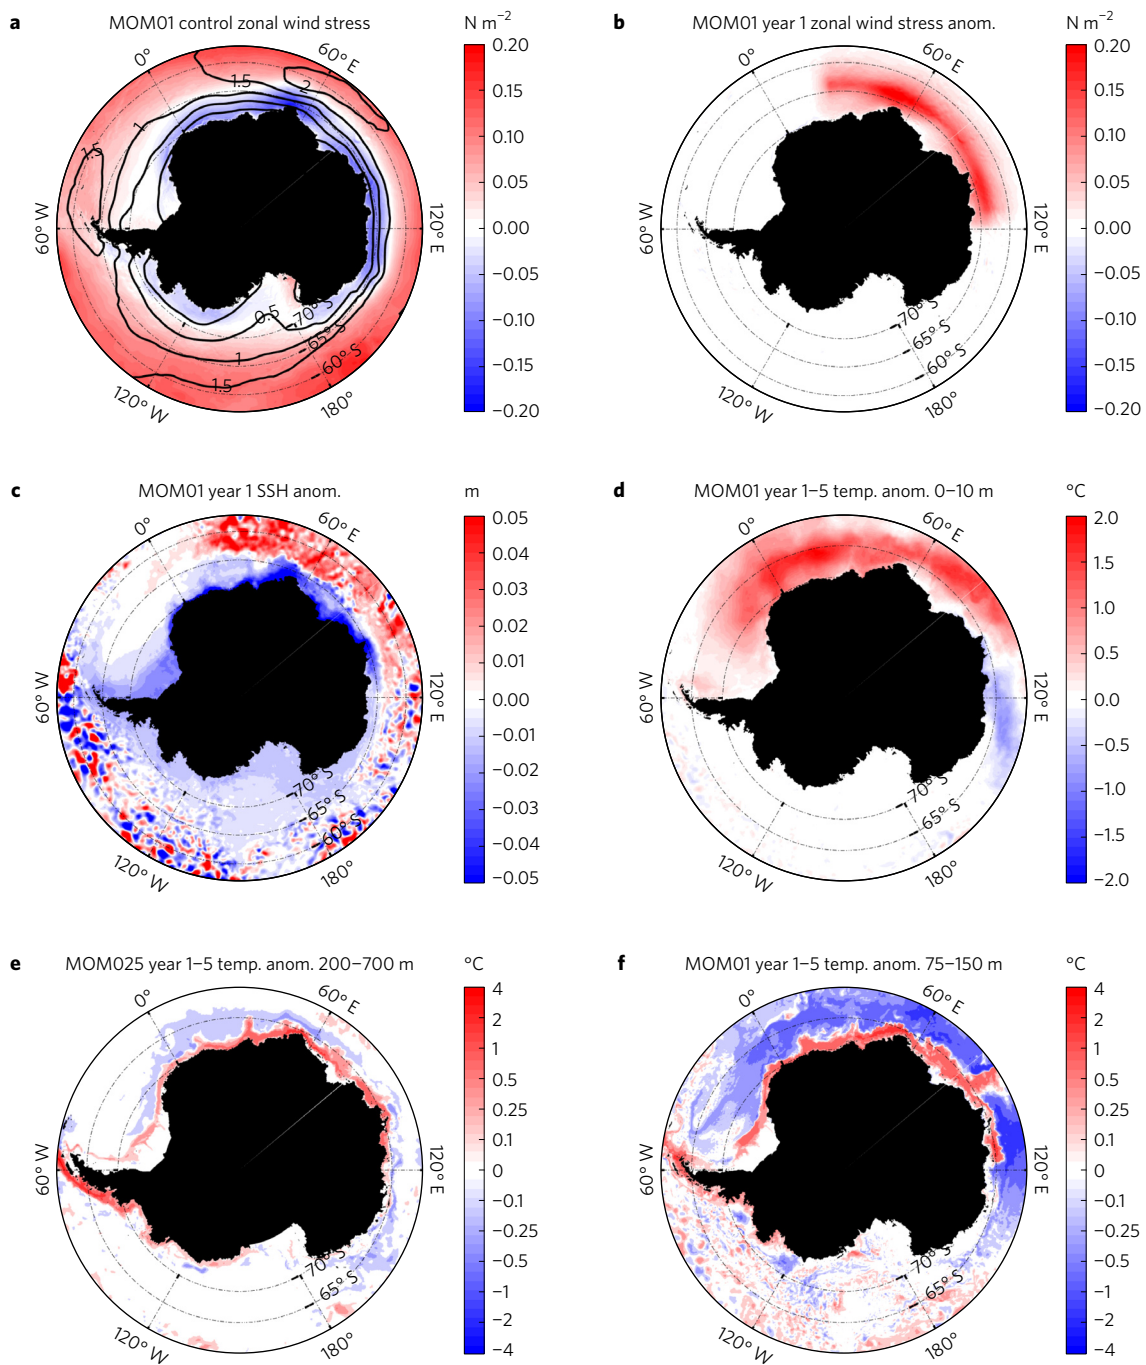 a MOM01 control zonal wind stress N m−2
0.20
0.15
0.10
0.05
0.00
−0.05
−0.10
−0.15
−0.20
0° 60° E
120° E
180°
120° W
60° W
1.5 2
1
1.5
0.5
1
1.5
−70° S
−65° S
−60° S
b MOM01 year 1 zonal wind stress anom. N m−2
0.20
0.15
0.10
0.05
0.00
−0.05
−0.10
−0.15
−0.20
0° 60° E
120° E
180°
120° W
60° W
−70° S
−65° S
−60° S
c MOM01 year 1 SSH anom. m
0.05
0.04
0.03
0.02
0.01
0.00
−0.01
−0.02
−0.03
−0.04
−0.05
0° 60° E
120° E
180°
120° W
60° W
−70° S
−65° S
−60° S
d MOM01 year 1–5 temp. anom. 0–10 m °C
2.0
1.5
1.0
0.5
0.0
−0.5
−1.0
−1.5
−2.0
0° 60° E
120° E
180°
120° W
60° W
−70° S
−65° S
e MOM025 year 1–5 temp. anom. 200–700 m °C
4
2
1
0.5
0.25
0.1
0
−0.1
−0.25
−0.5
−1
−2
−4
0° 60° E
120° E
180°
120° W
60° W
−70° S
−65° S
f MOM01 year 1–5 temp. anom. 75–150 m °C
4
2
1
0.5
0.25
0.1
0
−0.1
−0.25
−0.5
−1
−2
−4
0° 60° E
120° E
180°
120° W
60° W
−70° S
−65° S